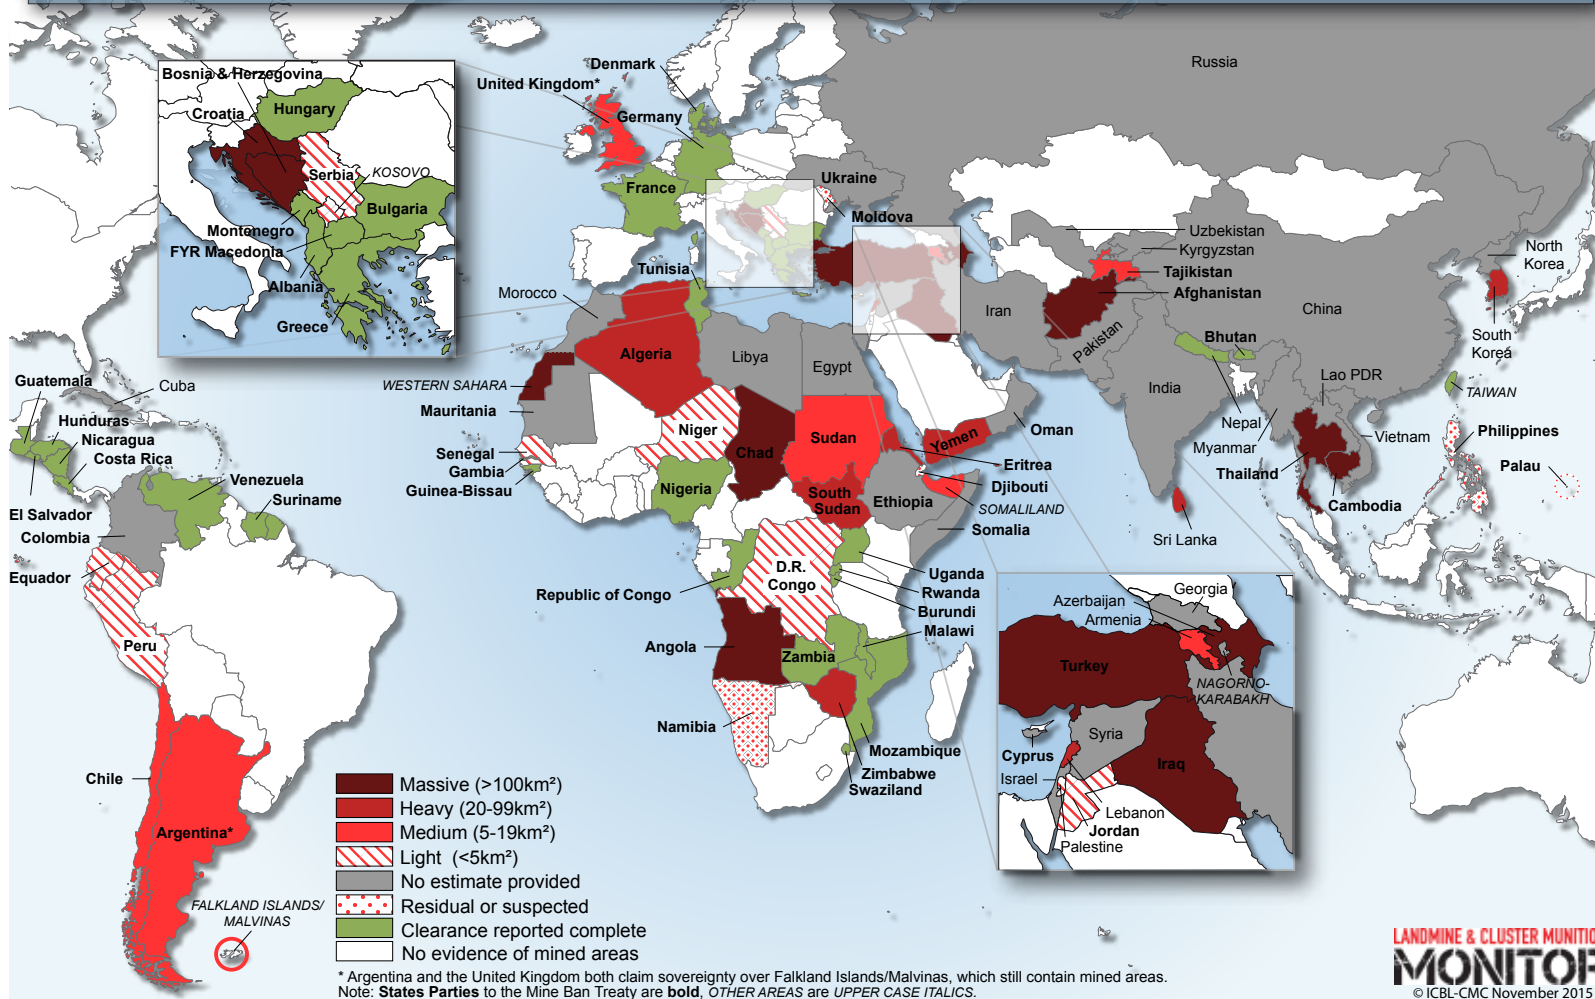 Bosnia & Herzegovina
Croatia
Hungary
Serbia
KOSOVO
Bulgaria
Montenegro
FYR Macedonia
Albania
Greece
Denmark
United Kingdom*
Germany
France
Ukraine
Moldova
Russia
Uzbekistan
Kyrgyzstan
Tajikistan
Afghanistan
North
Korea
South
Korea
China
Iran
Pakistan
Bhutan
India
Nepal
Myanmar
Lao PDR
Vietnam
Thailand
Cambodia
TAIWAN
Philippines
Palau
Sri Lanka
Tunisia
Morocco
Algeria
Libya
Egypt
WESTERN SAHARA
Mauritania
Niger
Chad
Sudan
Yemen
Oman
Senegal
Gambia
Guinea-Bissau
Nigeria
South
Sudan
Ethiopia
Eritrea
Djibouti
SOMALILAND
Somalia
D.R.
Congo
Republic of Congo
Uganda
Rwanda
Burundi
Malawi
Angola
Zambia
Namibia
Mozambique
Zimbabwe
Swaziland
Guatemala
Cuba
Hunduras
Nicaragua
Costa Rica
Venezuela
Suriname
El Salvador
Colombia
Equador
Peru
Chile
Argentina*
FALKLAND ISLANDS/
MALVINAS
Georgia
Azerbaijan
Armenia
Turkey
NAGORNO-
KARABAKH
Cyprus
Syria
Israel
Iraq
Lebanon
Jordan
Palestine
Massive (>100km²)
Heavy (20-99km²)
Medium (5-19km²)
Light (<5km²)
No estimate provided
Residual or suspected
Clearance reported complete
No evidence of mined areas
* Argentina and the United Kingdom both claim sovereignty over Falkland Islands/Malvinas, which still contain mined areas.
Note: States Parties to the Mine Ban Treaty are bold, OTHER AREAS are UPPER CASE ITALICS.
LANDMINE & CLUSTER MUNITIO
MONITOR
© ICBL-CMC November 2015